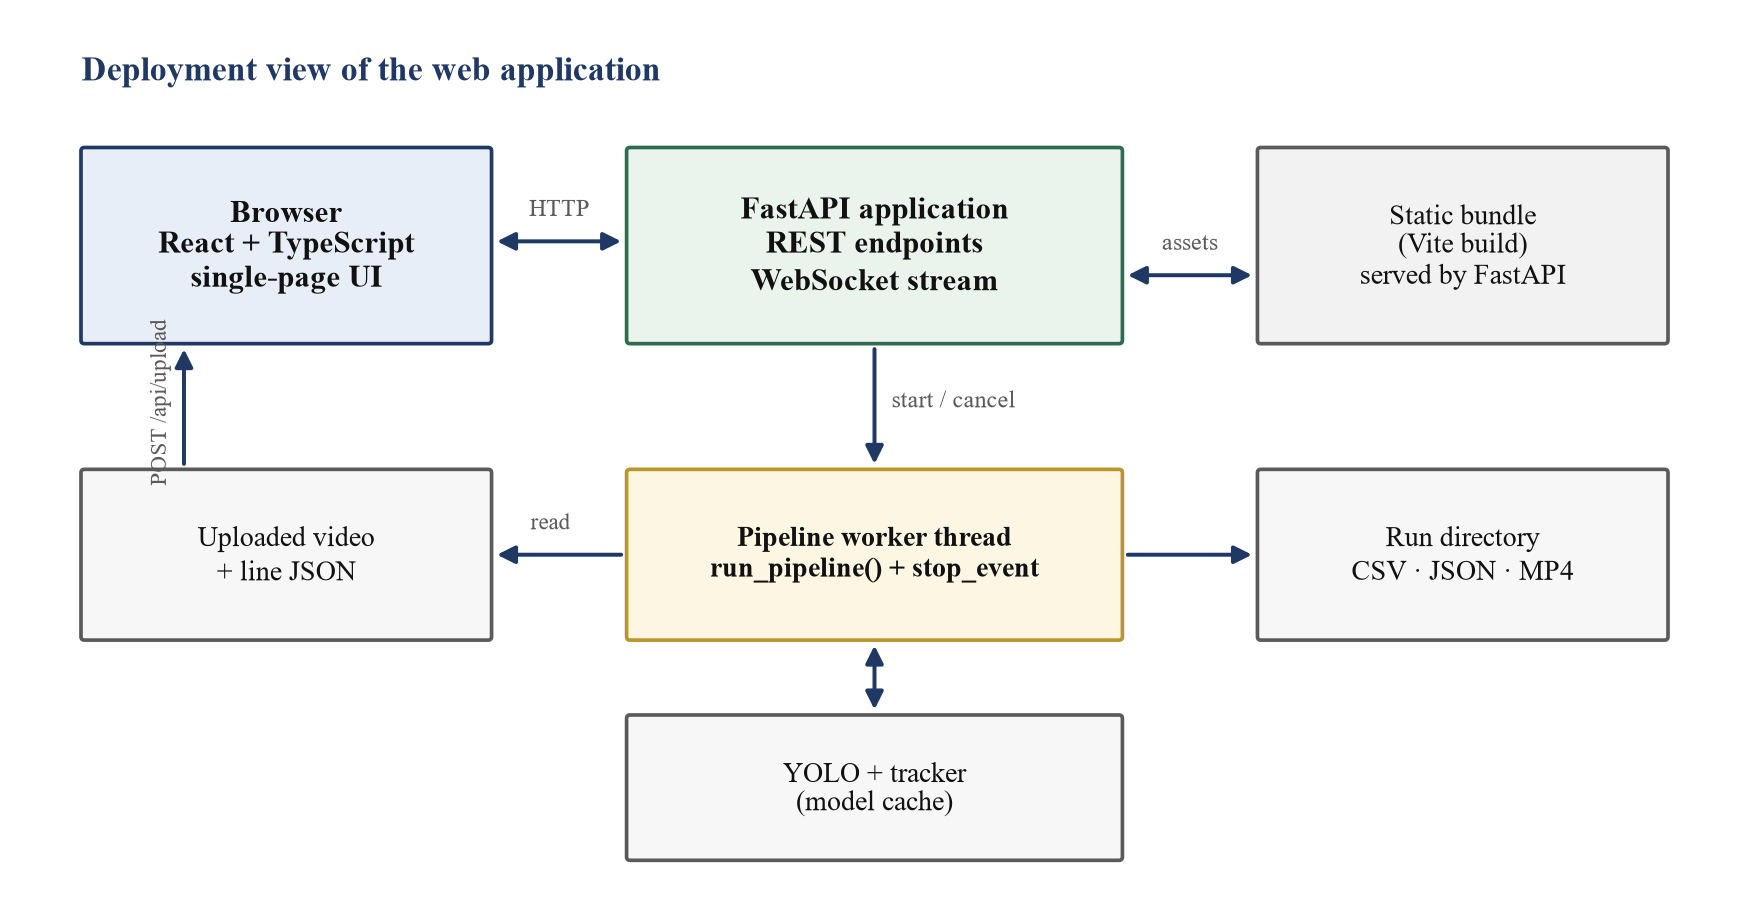 Deployment view of the web application
Browser
React + TypeScript
single-page UI
HTTP
FastAPI application
REST endpoints
WebSocket stream
assets
Static bundle
(Vite build)
served by FastAPI
POST /api/upload
start / cancel
Uploaded video
+ line JSON
read
Pipeline worker thread
run_pipeline() + stop_event
Run directory
CSV · JSON · MP4
YOLO + tracker
(model cache)